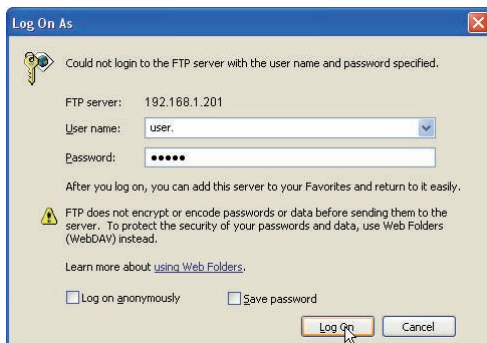 Log On As
Could not login to the FTP server with the user name and password specified.
FTP server: 192.168.1.201
User name: user.
Password: •••••
After you log on, you can add this server to your Favorites and return to it easily.
FTP does not encrypt or encode passwords or data before sending them to the
server. To protect the security of your passwords and data, use Web Folders
(WebDAV) instead.
Learn more about using Web Folders.
Log on anonymously Save password
Log On Cancel